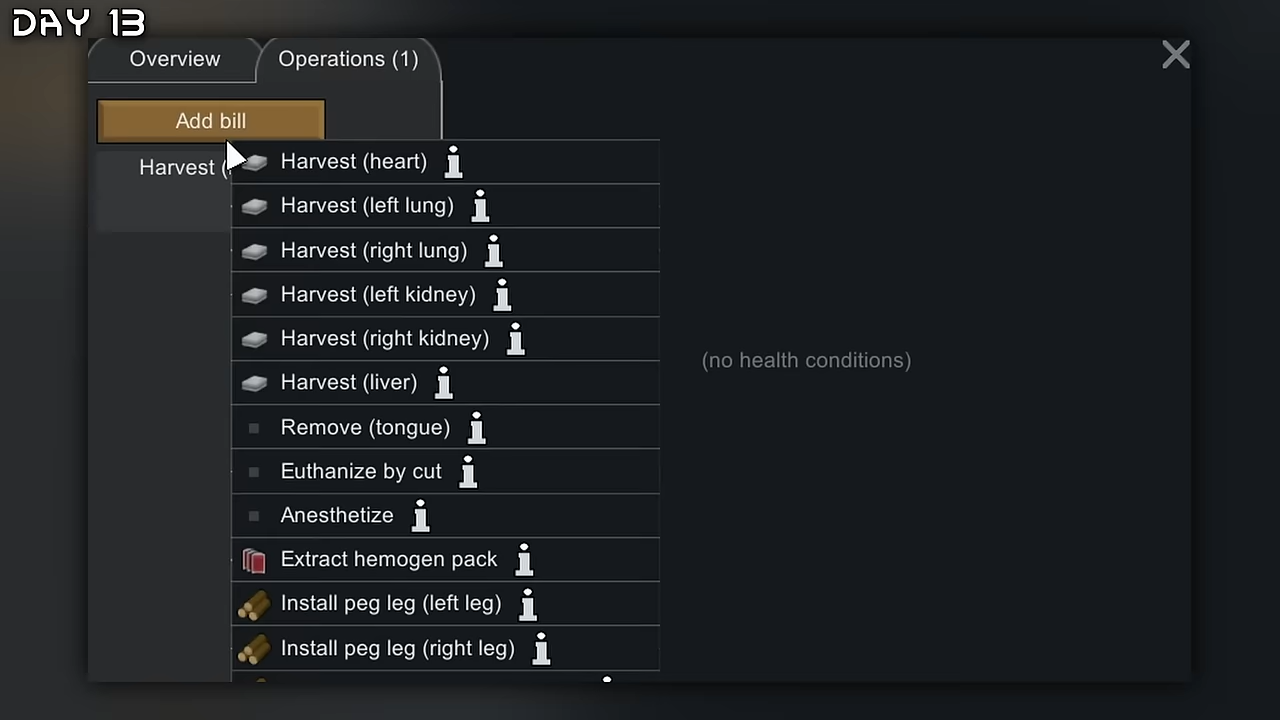 DAY 13
Overview
Operations (1)
Add bill
Harvest (
Harvest (heart)
Harvest (left lung)
Harvest (right lung)
Harvest (left kidney)
Harvest (right kidney)
Harvest (liver)
Remove (tongue)
Euthanize by cut
Anesthetize
Extract hemogen pack
Install peg leg (left leg)
Install peg leg (right leg)
(no health conditions)